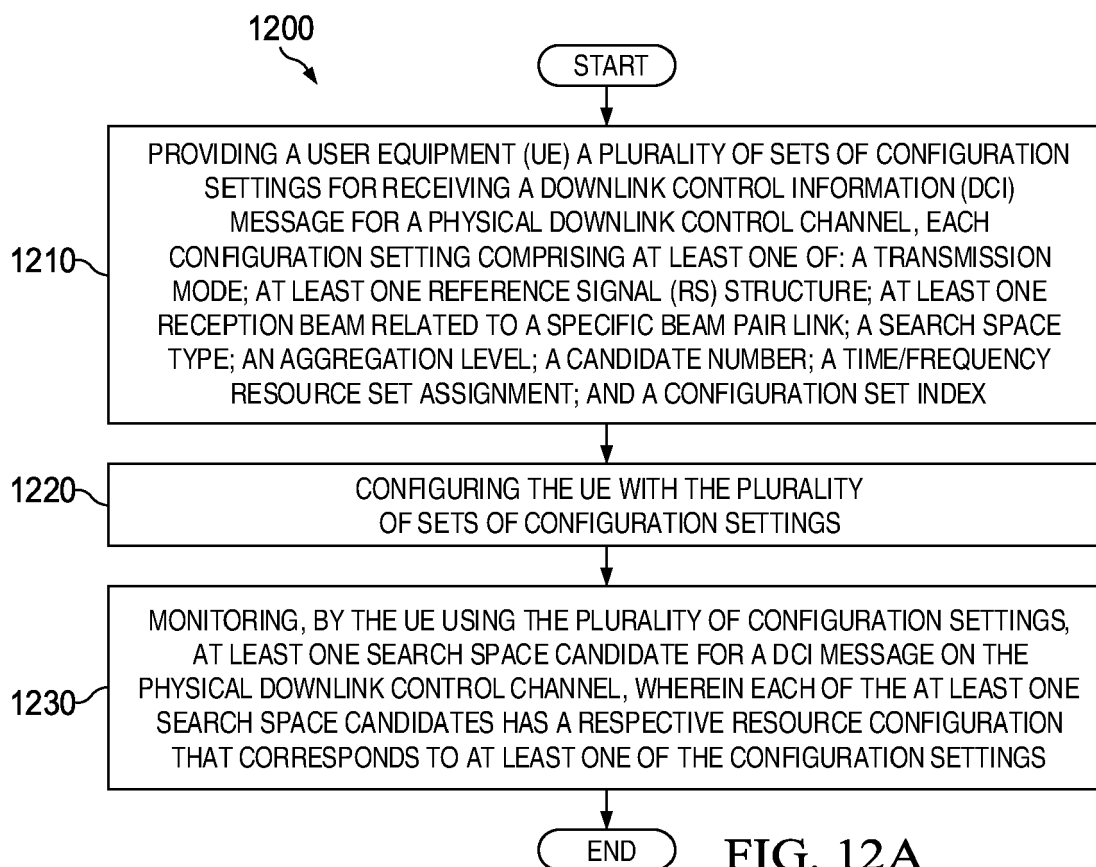 1200
START
PROVIDING A USER EQUIPMENT (UE) A PLURALITY OF SETS OF CONFIGURATION
SETTINGS FOR RECEIVING A DOWNLINK CONTROL INFORMATION (DCI)
MESSAGE FOR A PHYSICAL DOWNLINK CONTROL CHANNEL, EACH
CONFIGURATION SETTING COMPRISING AT LEAST ONE OF: A TRANSMISSION
MODE; AT LEAST ONE REFERENCE SIGNAL (RS) STRUCTURE; AT LEAST ONE
RECEPTION BEAM RELATED TO A SPECIFIC BEAM PAIR LINK; A SEARCH SPACE
TYPE; AN AGGREGATION LEVEL; A CANDIDATE NUMBER; A TIME/FREQUENCY
RESOURCE SET ASSIGNMENT; AND A CONFIGURATION SET INDEX
1210
CONFIGURING THE UE WITH THE PLURALITY
OF SETS OF CONFIGURATION SETTINGS
1220
MONITORING, BY THE UE USING THE PLURALITY OF CONFIGURATION SETTINGS,
AT LEAST ONE SEARCH SPACE CANDIDATE FOR A DCI MESSAGE ON THE
PHYSICAL DOWNLINK CONTROL CHANNEL, WHEREIN EACH OF THE AT LEAST ONE
SEARCH SPACE CANDIDATES HAS A RESPECTIVE RESOURCE CONFIGURATION
THAT CORRESPONDS TO AT LEAST ONE OF THE CONFIGURATION SETTINGS
1230
END
FIG. 12A